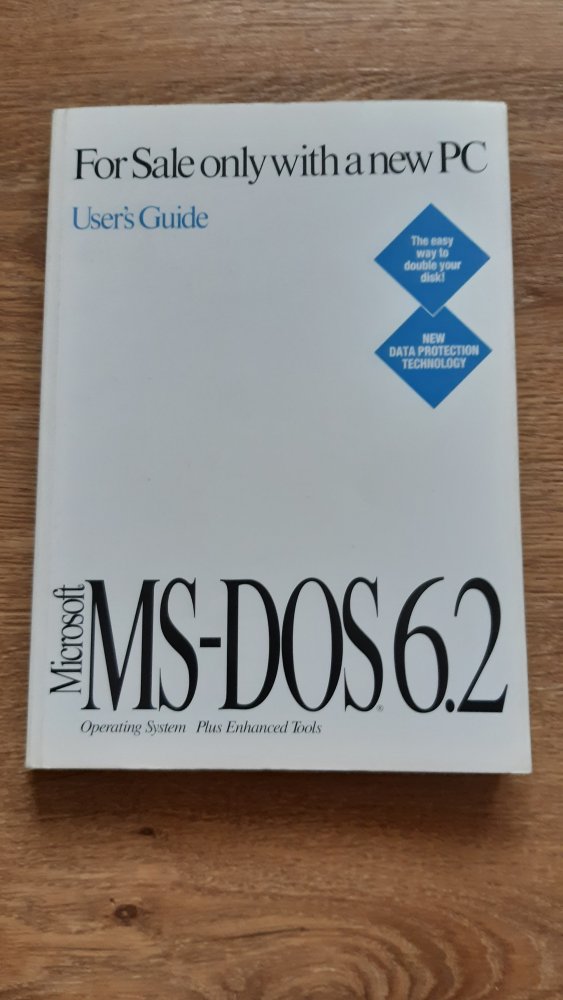 For Sale only with a new PC
User's Guide
The easy
way to
double your
disk!
NEW
DATA PROTECTION
TECHNOLOGY
Microsoft
MS-DOS® 6.2
Operating System Plus Enhanced Tools